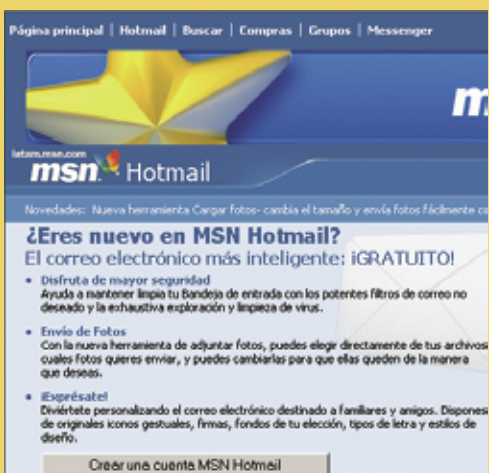 Página principal | Hotmail | Buscar | Compras | Grupos | Messenger
m
latam.msn.com
msn Hotmail
Novedades: Nueva herramienta Cargar fotos- cambia el tamaño y envía fotos fácilmente co
¿Eres nuevo en MSN Hotmail?
El correo electrónico más inteligente: ¡GRATUITO!
• Disfruta de mayor seguridad
Ayuda a mantener limpia tu Bandeja de entrada con los potentes filtros de correo no
deseado y la exhaustiva exploración y limpieza de virus.
• Envío de Fotos
Con la nueva herramienta de adjuntar fotos, puedes elegir directamente de tus archivos
cuales fotos quieres enviar, y puedes cambiarlas para que ellas queden de la manera
que deseas.
• ¡Exprésate!
Diviértete personalizando el correo electrónico destinado a familiares y amigos. Dispones
de originales iconos gestuales, firmas, fondos de tu elección, tipos de letra y estilos de
diseño.
Crear una cuenta MSN Hotmail